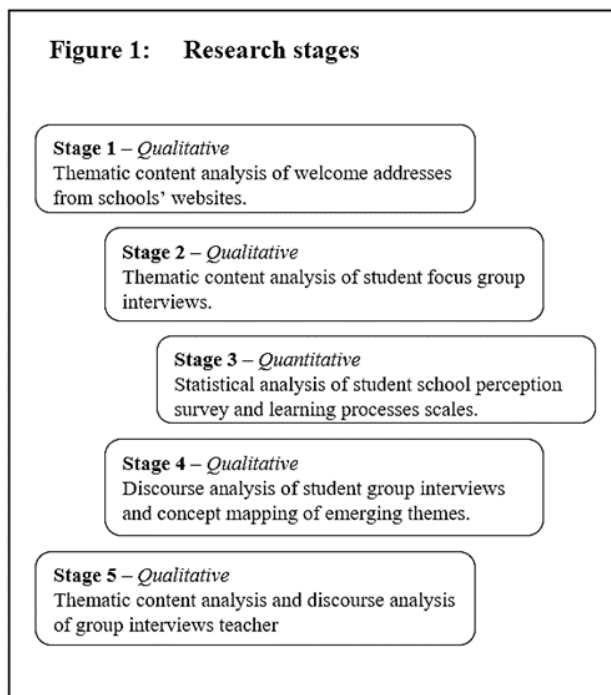 Figure 1: Research stages
Stage 1 – Qualitative
Thematic content analysis of welcome addresses
from schools’ websites.
Stage 2 – Qualitative
Thematic content analysis of student focus group
interviews.
Stage 3 – Quantitative
Statistical analysis of student school perception
survey and learning processes scales.
Stage 4 – Qualitative
Discourse analysis of student group interviews
and concept mapping of emerging themes.
Stage 5 – Qualitative
Thematic content analysis and discourse analysis
of group interviews teacher